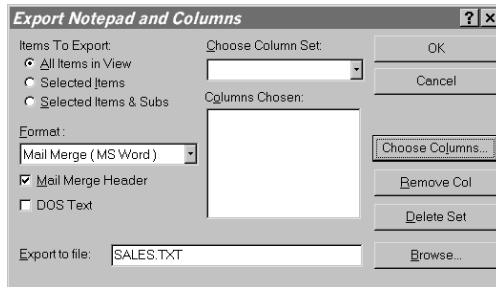 Export Notepad and Columns
Items To Export:
All Items in View
Selected Items
Selected Items & Subs
Format:
Mail Merge ( MS Word )
Mail Merge Header
DOS Text
Export to file: SALES.TXT
Choose Column Set:
Columns Chosen:
OK
Cancel
Choose Columns...
Remove Col
Delete Set
Browse...